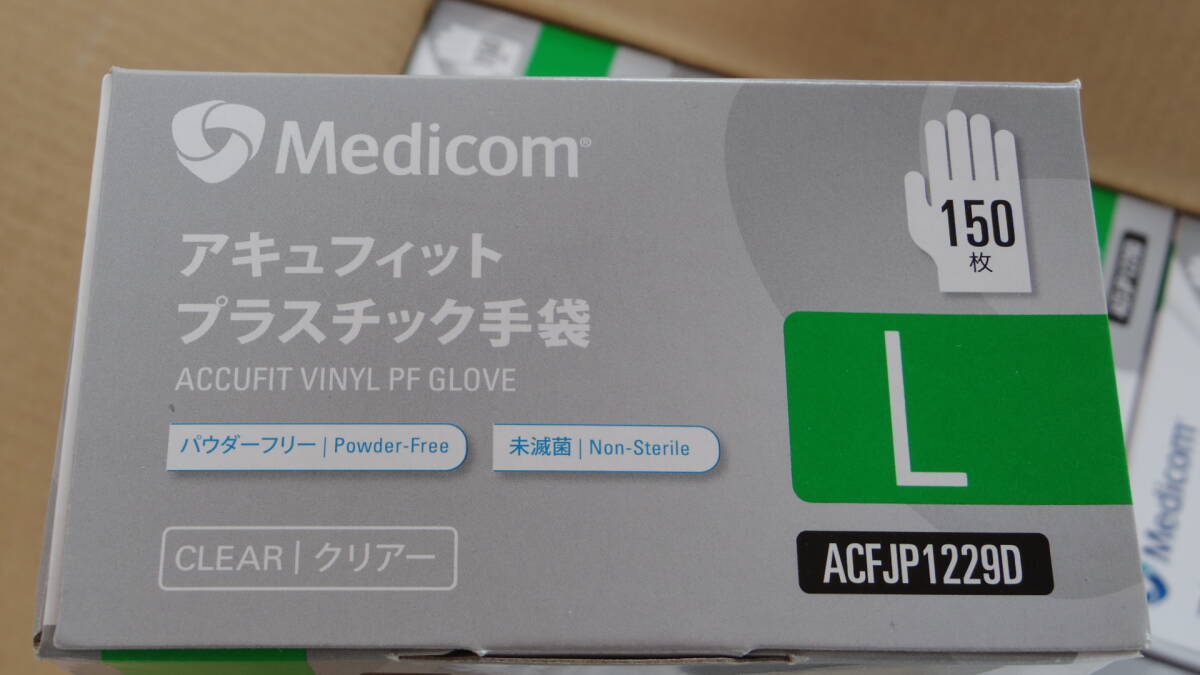 Medicom®
アキュフィット
プラスチック手袋
ACCUFIT VINYL PF GLOVE
パウダーフリー | Powder-Free
未滅菌 | Non-Sterile
CLEAR | クリアー
150
枚
L
ACFJP1229D
Medicom